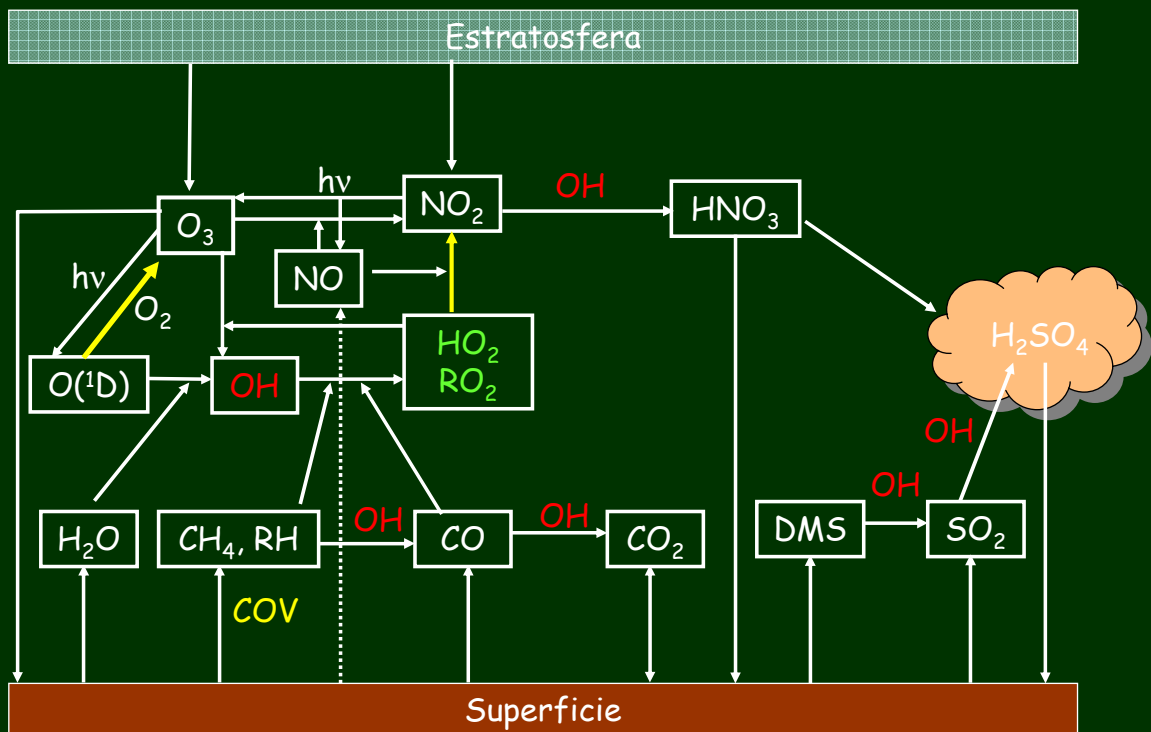 Estratosfera
hν
OH
NO₂
HNO₃
O₃
hν
NO
O₂
HO₂
RO₂
H₂SO₄
O(¹D)
OH
OH
OH
OH
OH
DMS
SO₂
H₂O
CH₄, RH
CO
CO₂
COV
Superficie